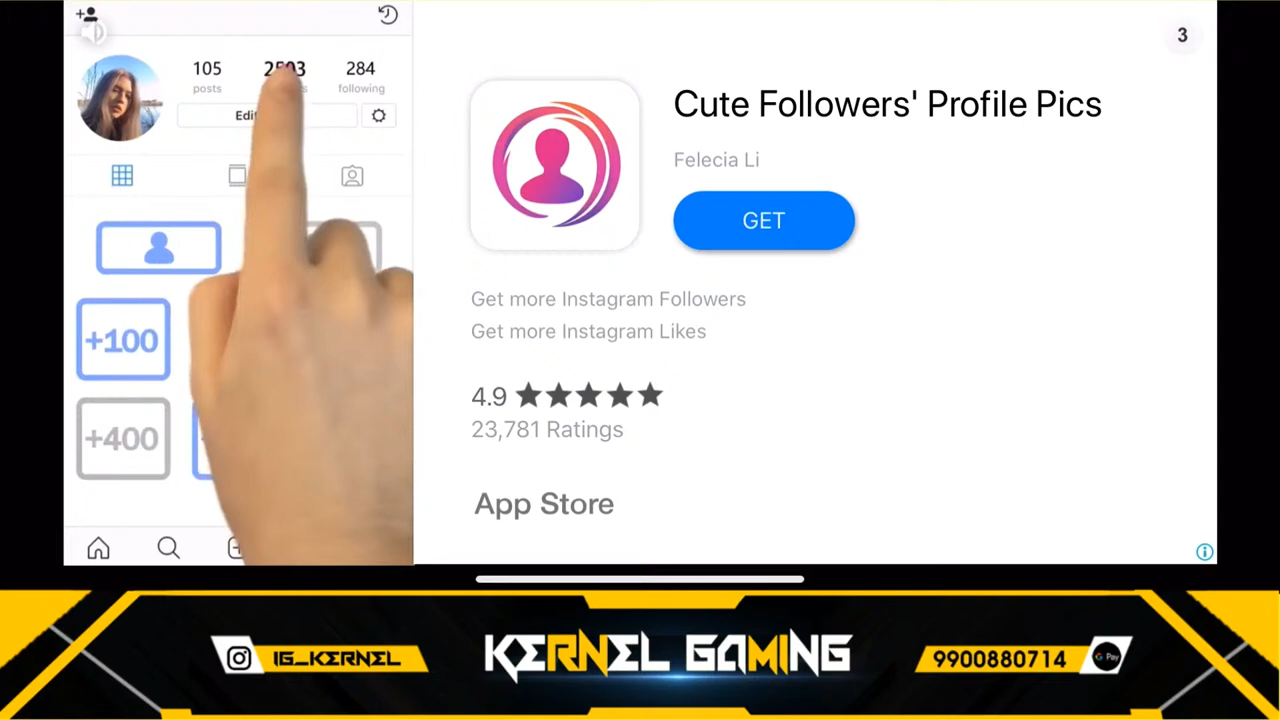 105 284
posts following
3
Cute Followers' Profile Pics
Felecia Li
GET
Get more Instagram Followers
Get more Instagram Likes
4.9
23,781 Ratings
App Store
+100
+400
IG_KERNEL
KERNEL GAMING
9900880714
G Pay